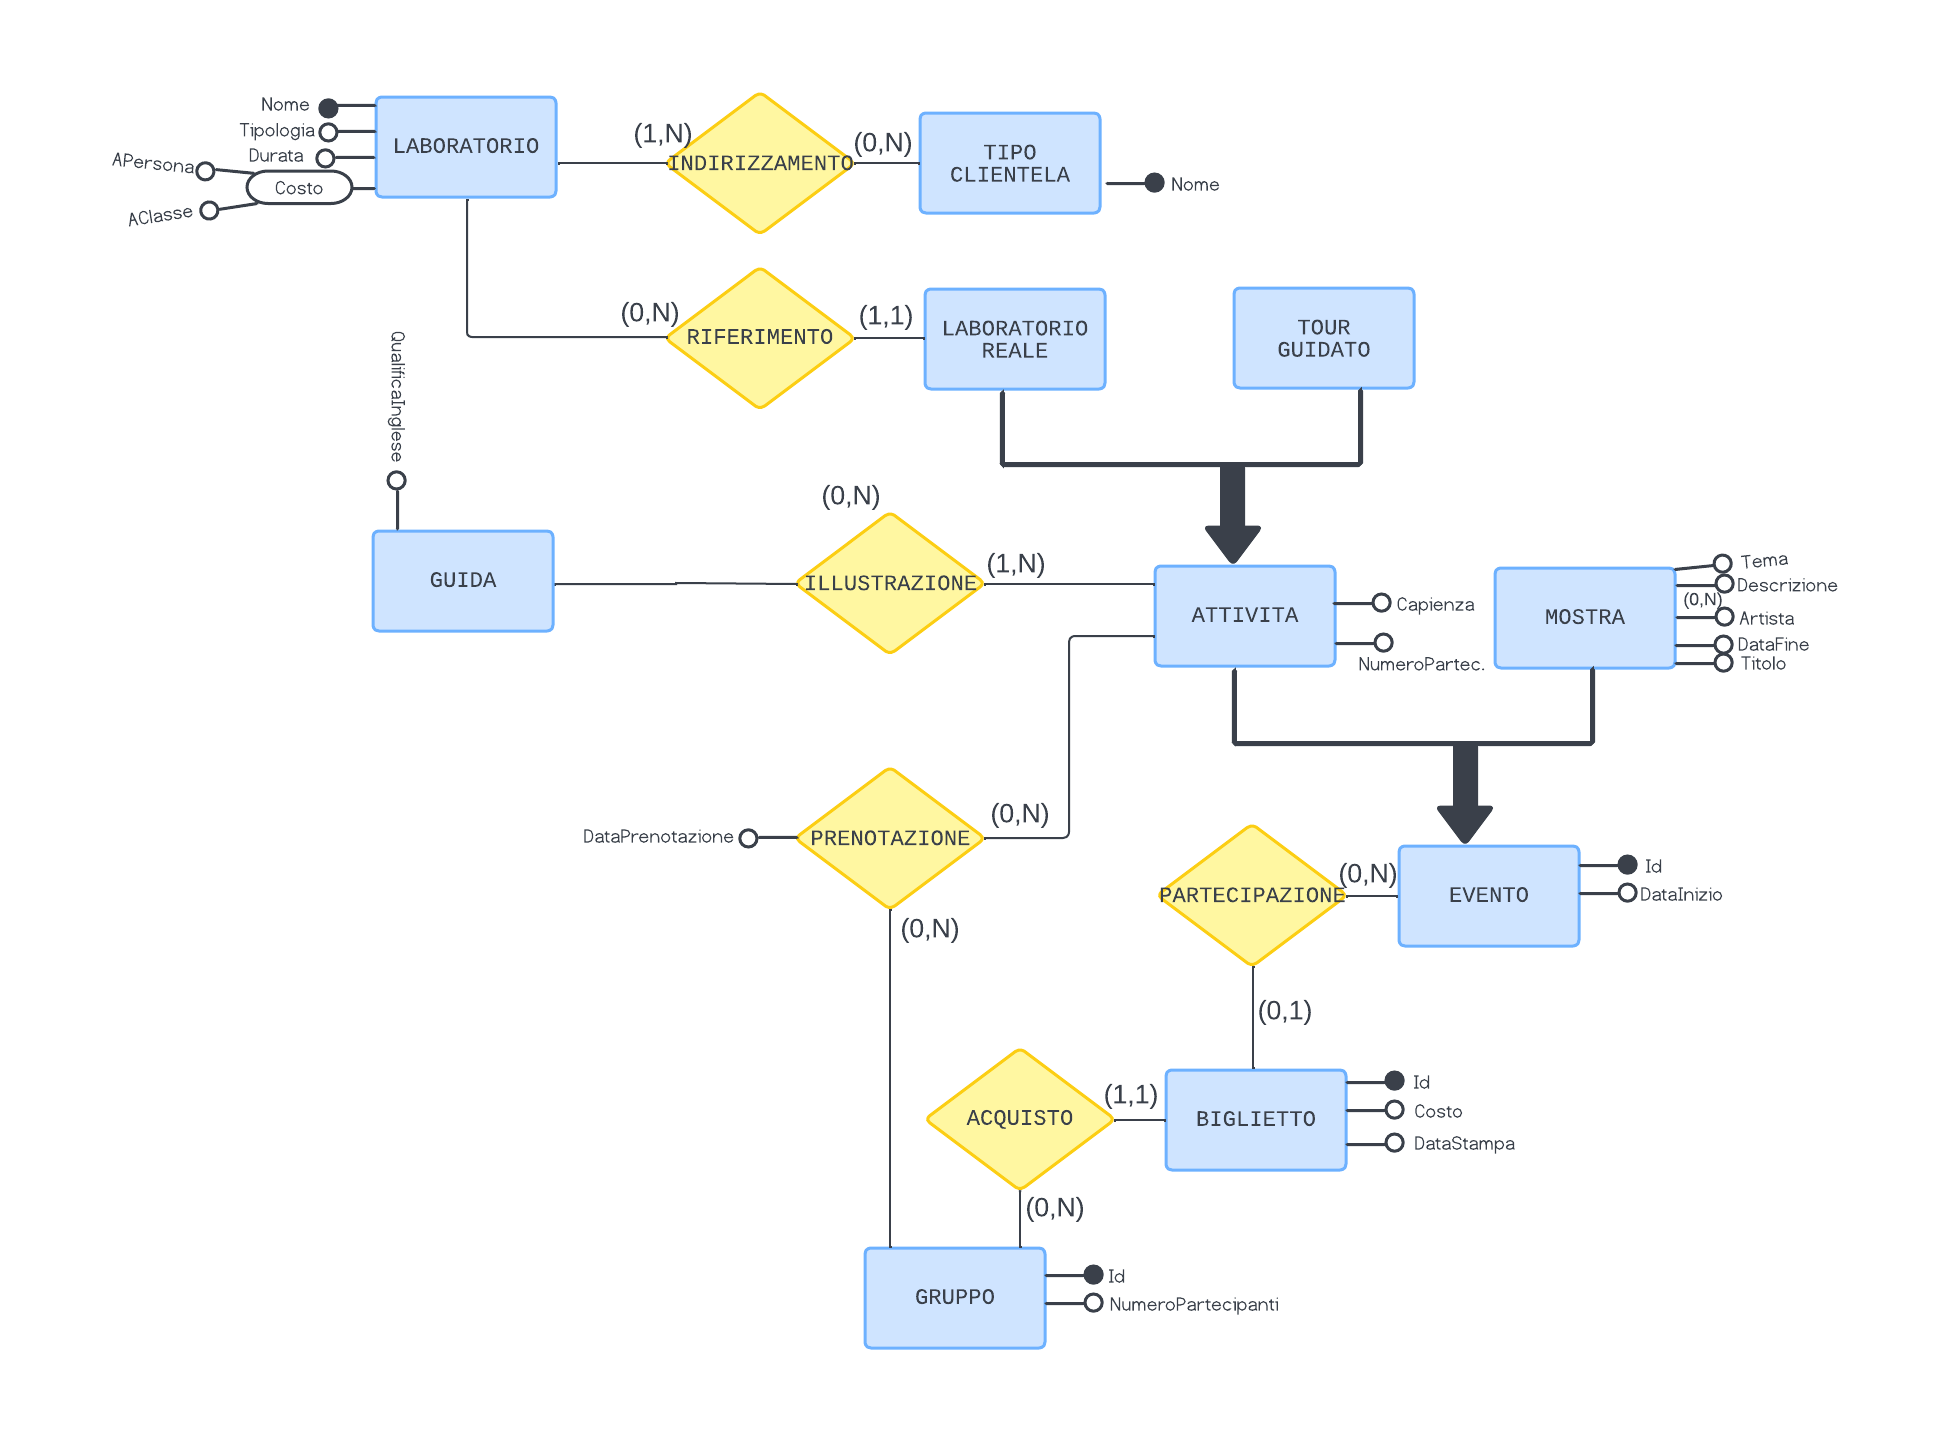 Nome
Tipologia
Durata
APersona
Costo
AClasse
LABORATORIO
(1,N)
INDIRIZZAMENTO
(0,N)
TIPO
CLIENTELA
Nome
(0,N)
RIFERIMENTO
(1,1)
LABORATORIO
REALE
TOUR
GUIDATO
QualificaInglese
GUIDA
(0,N)
ILLUSTRAZIONE
(1,N)
ATTIVITA
Capienza
NumeroPartec.
MOSTRA
Tema
Descrizione
(0,N)
Artista
DataFine
Titolo
DataPrenotazione
PRENOTAZIONE
(0,N)
(0,N)
PARTECIPAZIONE
(0,N)
EVENTO
Id
DataInizio
(0,1)
ACQUISTO
(1,1)
BIGLIETTO
Id
Costo
DataStampa
(0,N)
GRUPPO
Id
NumeroPartecipanti